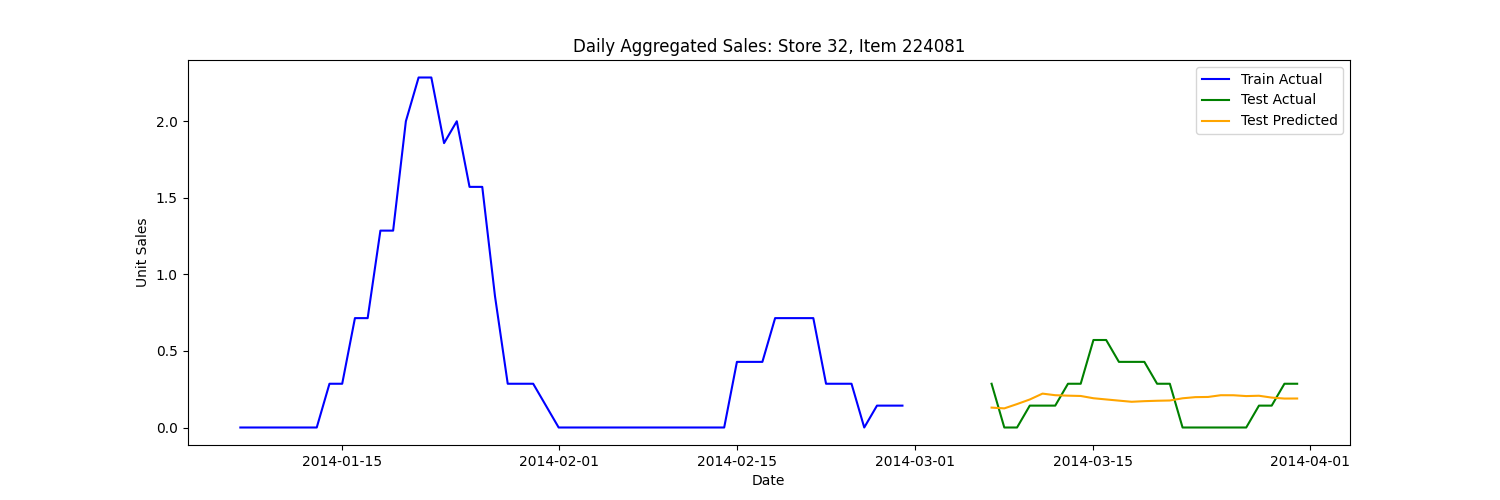 Daily Aggregated Sales: Store 32, Item 224081
Train Actual
Test Actual
Test Predicted
Unit Sales
2.0
1.5
1.0
0.5
0.0
2014-01-15
2014-02-01
2014-02-15
2014-03-01
2014-03-15
2014-04-01
Date